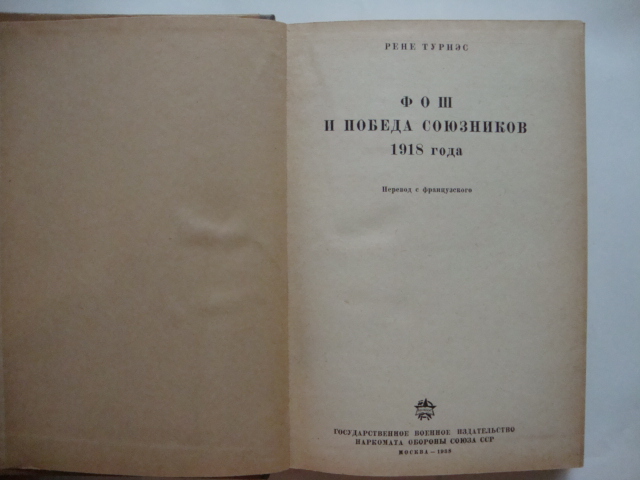 РЕНЕ ТУРНЭС
ФОШ
И ПОБЕДА СОЮЗНИКОВ
1918 года
Перевод с французского
ГОСУДАРСТВЕННОЕ ВОЕННОЕ ИЗДАТЕЛЬСТВО
НАРКОМАТА ОБОРОНЫ СОЮЗА ССР
МОСКВА —